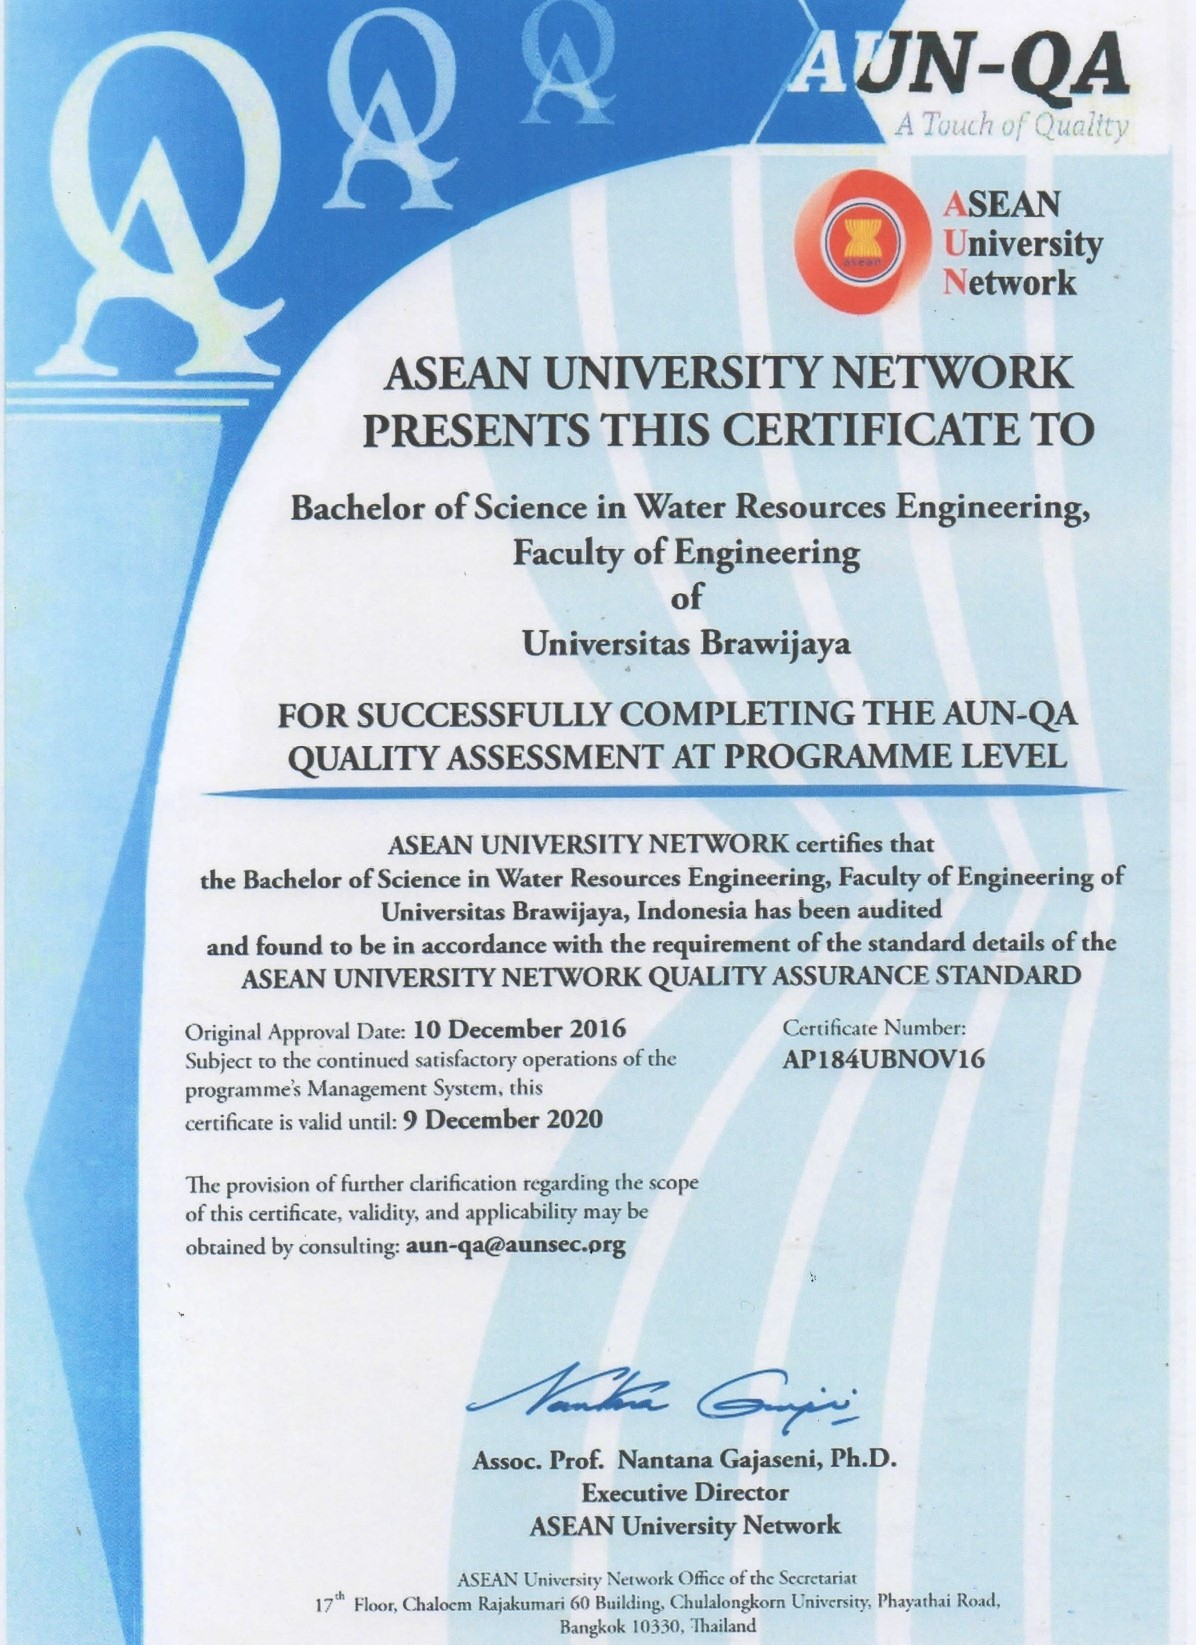 AUN-QA
A Touch of Quality
ASEAN
University
Network
asean
ASEAN UNIVERSITY NETWORK
PRESENTS THIS CERTIFICATE TO
Bachelor of Science in Water Resources Engineering,
Faculty of Engineering
of
Universitas Brawijaya
FOR SUCCESSFULLY COMPLETING THE AUN-QA
QUALITY ASSESSMENT AT PROGRAMME LEVEL
ASEAN UNIVERSITY NETWORK certifies that
the Bachelor of Science in Water Resources Engineering, Faculty of Engineering of
Universitas Brawijaya, Indonesia has been audited
and found to be in accordance with the requirement of the standard details of the
ASEAN UNIVERSITY NETWORK QUALITY ASSURANCE STANDARD
Original Approval Date: 10 December 2016
Subject to the continued satisfactory operations of the
programme's Management System, this
certificate is valid until: 9 December 2020
Certificate Number:
AP184UBNOV16
The provision of further clarification regarding the scope
of this certificate, validity, and applicability may be
obtained by consulting: aun-qa@aunsec.org
Assoc. Prof. Nantana Gajaseni, Ph.D.
Executive Director
ASEAN University Network
ASEAN University Network Office of the Secretariat
17th Floor, Chaloem Rajakumari 60 Building, Chulalongkorn University, Phayathai Road,
Bangkok 10330, Thailand